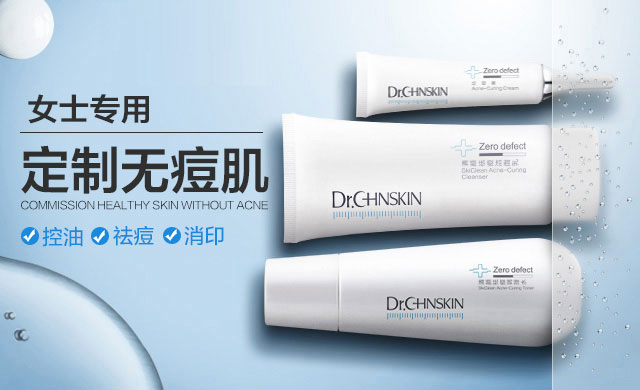 女士专用
定制无痘肌
COMMISSION HEALTHY SKIN WITHOUT ACNE
控油 祛痘 消印
Zero defect
Acne-Curing Cream
Dr.CHNSKIN
Zero defect
SkiClean Acne-Curing
Cleanser
Dr.CHNSKIN
Zero defect
SkiClean Acne-Curing Toner
Dr.CHNSKIN